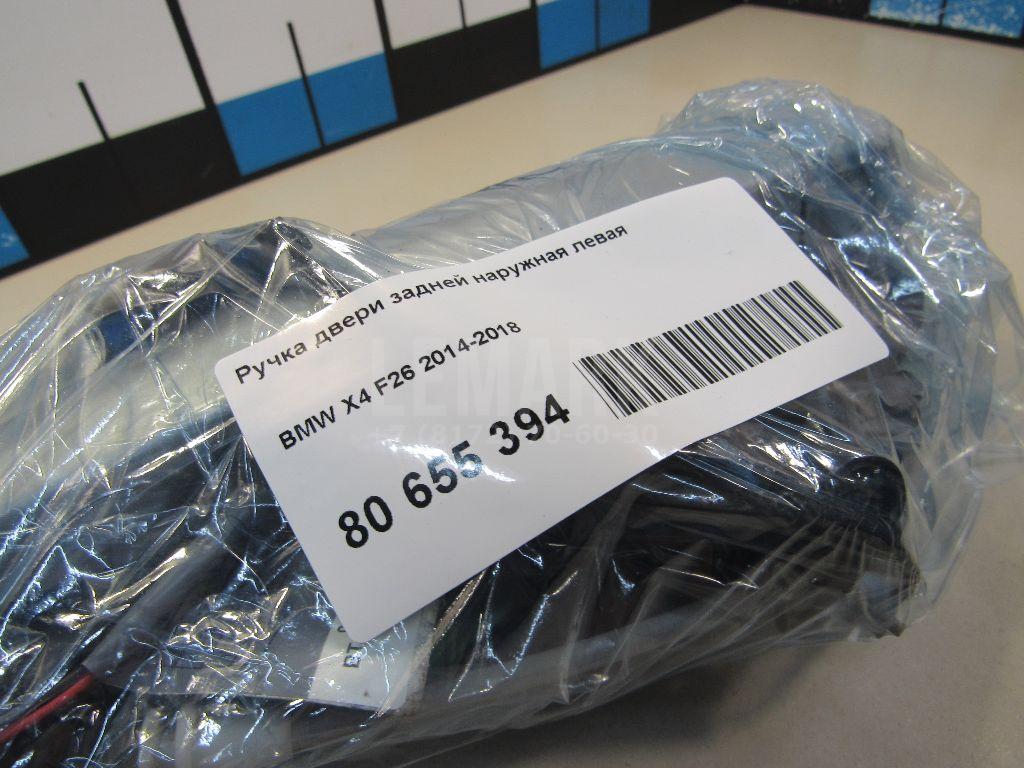 Ручка двери задней наружная левая
BMW X4 F26 2014-2018
80 655 394